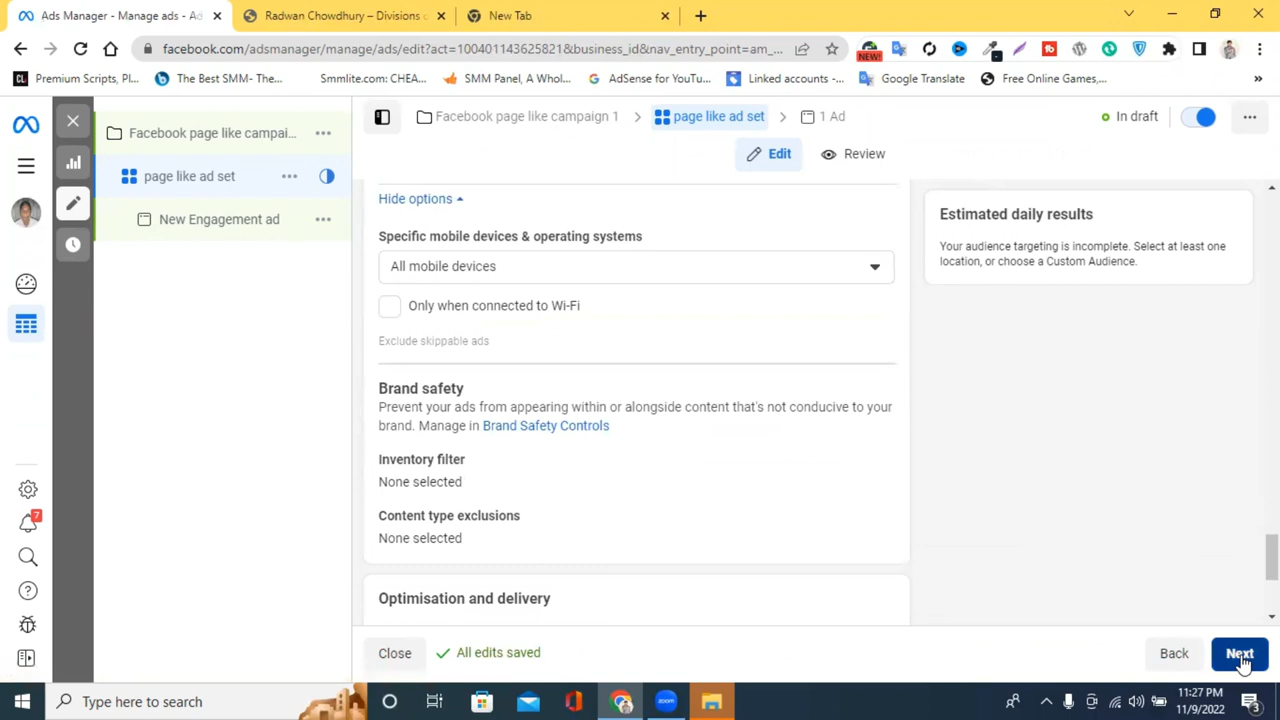 Ads Manager - Manage ads - Ad
Radwan Chowdhury – Divisions o
New Tab
facebook.com/adsmanager/manage/ads/edit?act=100401143625821&business_id&nav_entry_point=am_...
NEW!
Premium Scripts, Pl...
The Best SMM- The...
Smmlite.com: CHEA...
SMM Panel, A Whol...
AdSense for YouTu...
Linked accounts -...
Google Translate
Free Online Games,...
»
Facebook page like campai...
page like ad set
New Engagement ad
Facebook page like campaign 1
page like ad set
1 Ad
In draft
Edit
Review
Hide options
Specific mobile devices & operating systems
All mobile devices
Only when connected to Wi-Fi
Exclude skippable ads
Brand safety
Prevent your ads from appearing within or alongside content that's not conducive to your
brand. Manage in Brand Safety Controls
Inventory filter
None selected
Content type exclusions
None selected
Optimisation and delivery
Estimated daily results
Your audience targeting is incomplete. Select at least one
location, or choose a Custom Audience.
7
Close
All edits saved
Back
Next
Type here to search
zoom
11:27 PM
11/9/2022
3